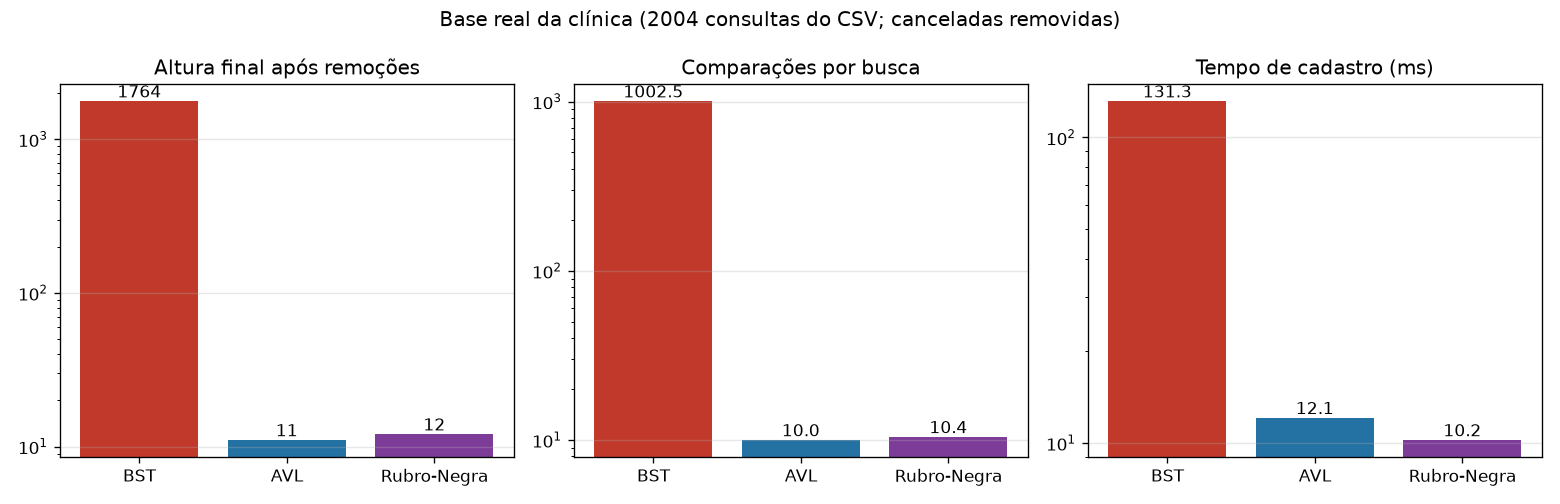 Base real da clínica (2004 consultas do CSV; canceladas removidas)
Altura final após remoções
1764
10³
10²
11
12
10¹
BST
AVL
Rubro-Negra
Comparações por busca
1002.5
10³
10²
10.0
10.4
10¹
BST
AVL
Rubro-Negra
Tempo de cadastro (ms)
131.3
10²
12.1
10.2
10¹
BST
AVL
Rubro-Negra